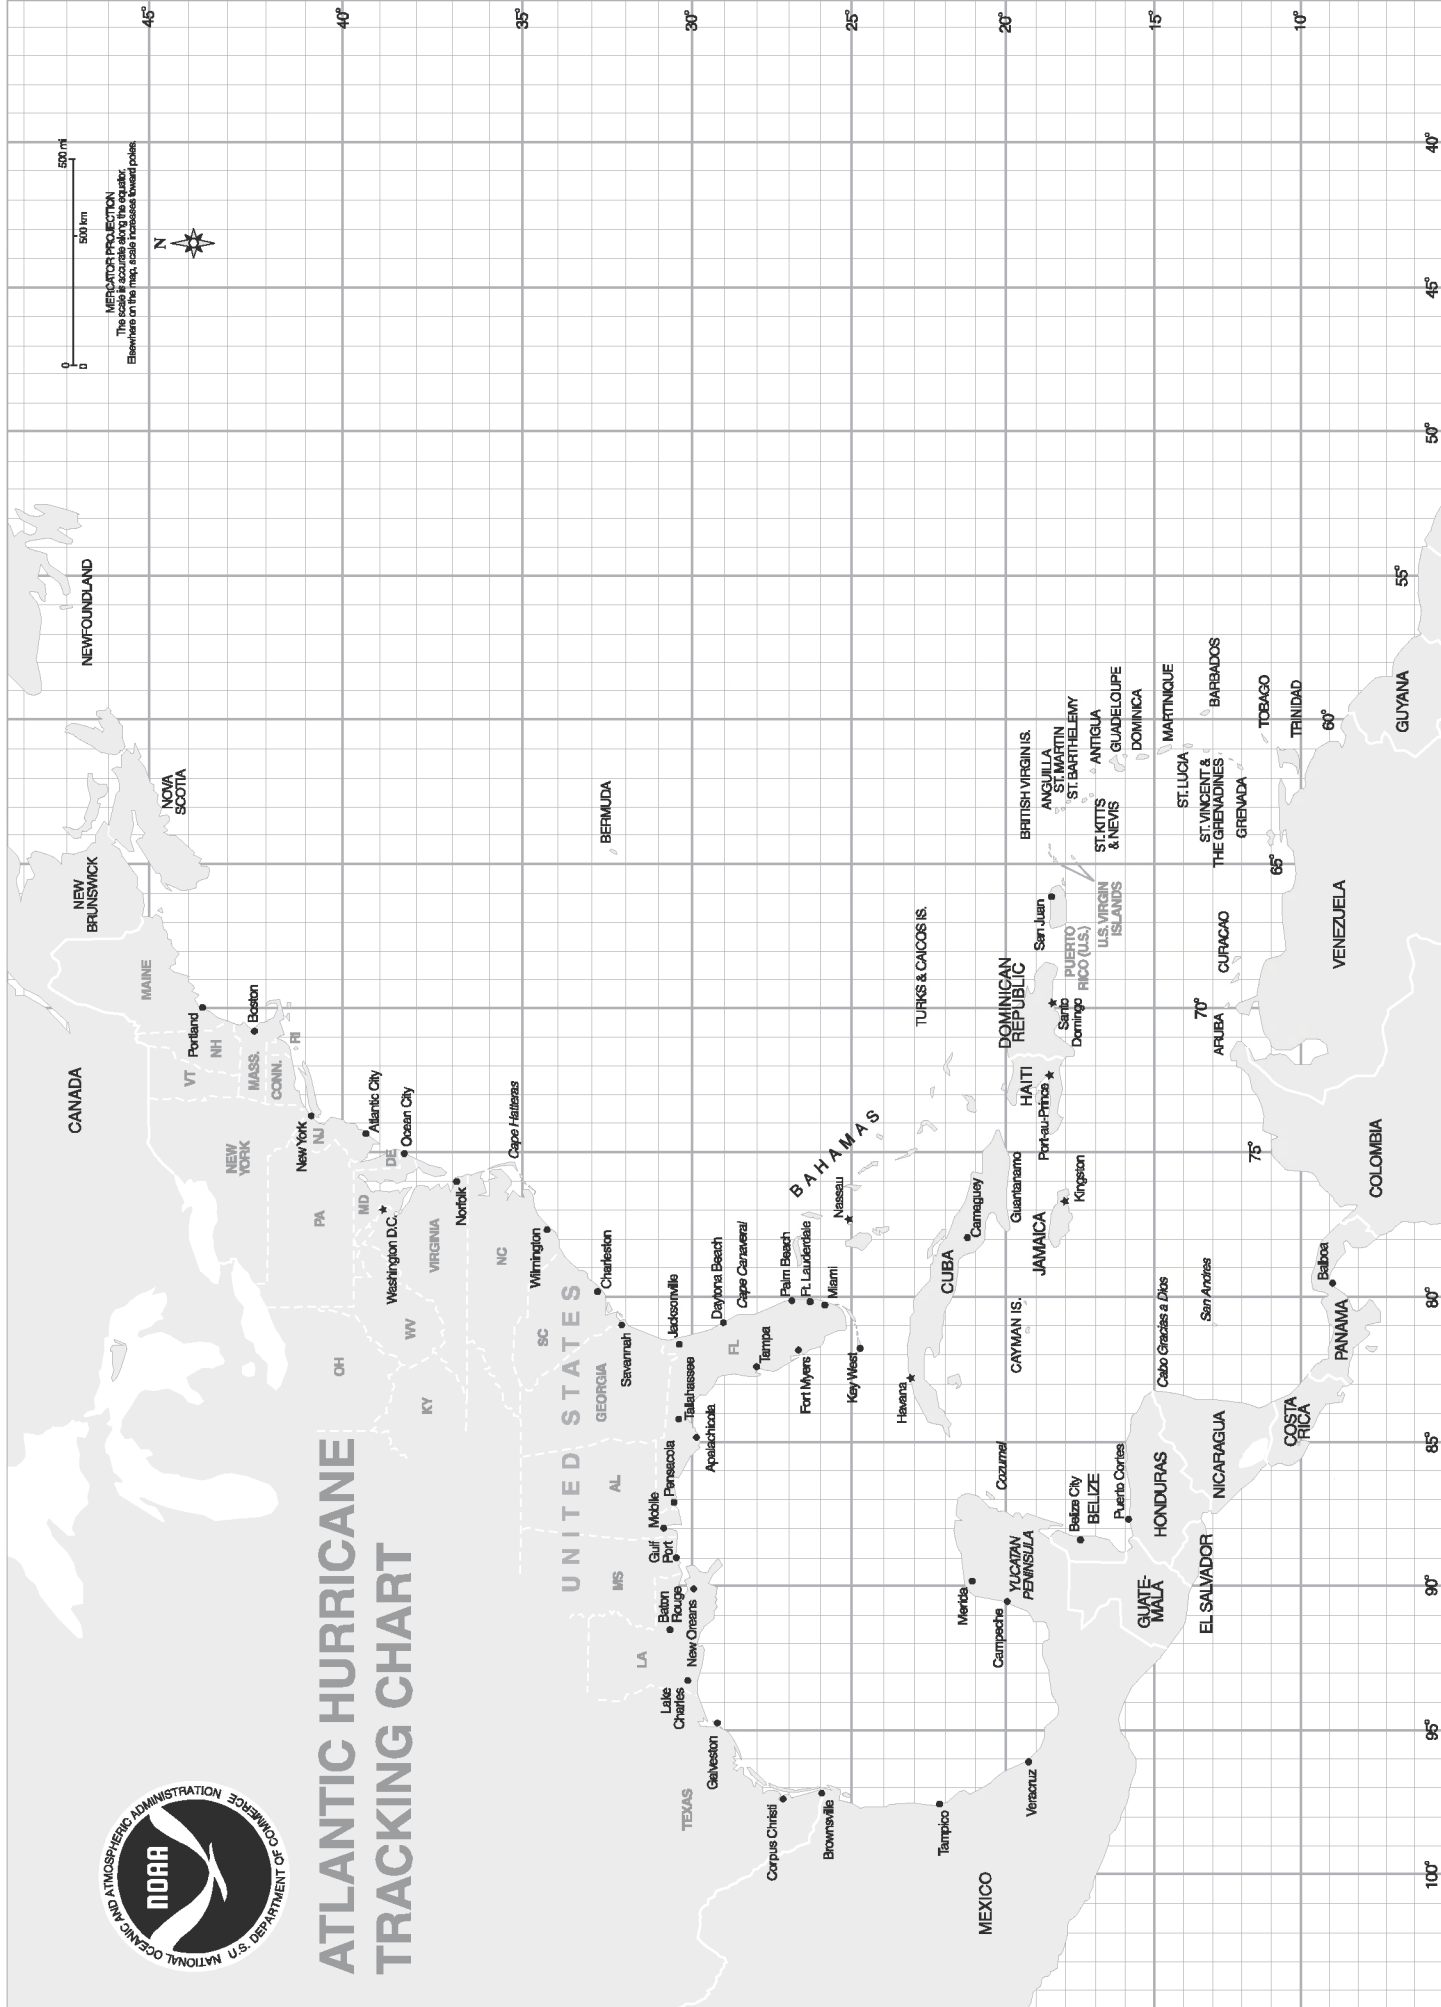 ATLANTIC HURRICANE
TRACKING CHART
NATIONAL OCEANIC AND ATMOSPHERIC ADMINISTRATION
U.S. DEPARTMENT OF COMMERCE
NOAA
0
500 mi
0
500 km
MERCATOR PROJECTION
The scale is accurate along the equator.
Elsewhere on the map, scale increases toward poles.
N
45°
40°
35°
30°
25°
20°
15°
10°
100°
95°
90°
85°
80°
75°
70°
65°
60°
55°
50°
45°
40°
CANADA
NEWFOUNDLAND
NEW
BRUNSWICK
NOVA
SCOTIA
MAINE
Portland
NH
VT
Boston
MASS.
CONN.
RI
NEW
YORK
New York
NJ
PA
Atlantic City
Ocean City
DE
MD
Washington D.C.
OH
WV
VIRGINIA
KY
Norfolk
Cape Hatteras
NC
Wilmington
SC
Charleston
UNITED STATES
GEORGIA
Savannah
AL
MS
LA
TEXAS
BERMUDA
Jacksonville
Tallahassee
Apalachicola
Pensacola
Mobile
Gulf
Port
Baton
Rouge
New Oreans
Lake
Charles
Galveston
Corpus Christi
Brownsville
Daytona Beach
Cape Canaveral
FL
Tampa
Palm Beach
Ft. Lauderdale
Miami
Fort Myers
Key West
BAHAMAS
Nassau
TURKS & CAICOS IS.
Havana
CUBA
Camaguey
Guantanamo
CAYMAN IS.
JAMAICA
Kingston
HAITI
Port-au-Prince
DOMINICAN
REPUBLIC
Santo
Domingo
San Juan
PUERTO
RICO (U.S.)
U.S. VIRGIN
ISLANDS
BRITISH VIRGIN IS.
ANGUILLA
ST. MARTIN
ST. BARTHELEMY
ANTIGUA
ST. KITTS
& NEVIS
GUADELOUPE
DOMINICA
MARTINIQUE
ST. LUCIA
BARBADOS
ST. VINCENT &
THE GRENADINES
GRENADA
TOBAGO
TRINIDAD
CURACAO
ARUBA
MEXICO
Tampico
Veracruz
Merida
Campeche
YUCATAN
PENINSULA
Cozumel
Belize City
BELIZE
Puerto Cortes
GUATE-
MALA
HONDURAS
EL SALVADOR
NICARAGUA
Cabo Gracias a Dios
San Andres
COSTA
RICA
PANAMA
Balboa
COLOMBIA
VENEZUELA
GUYANA